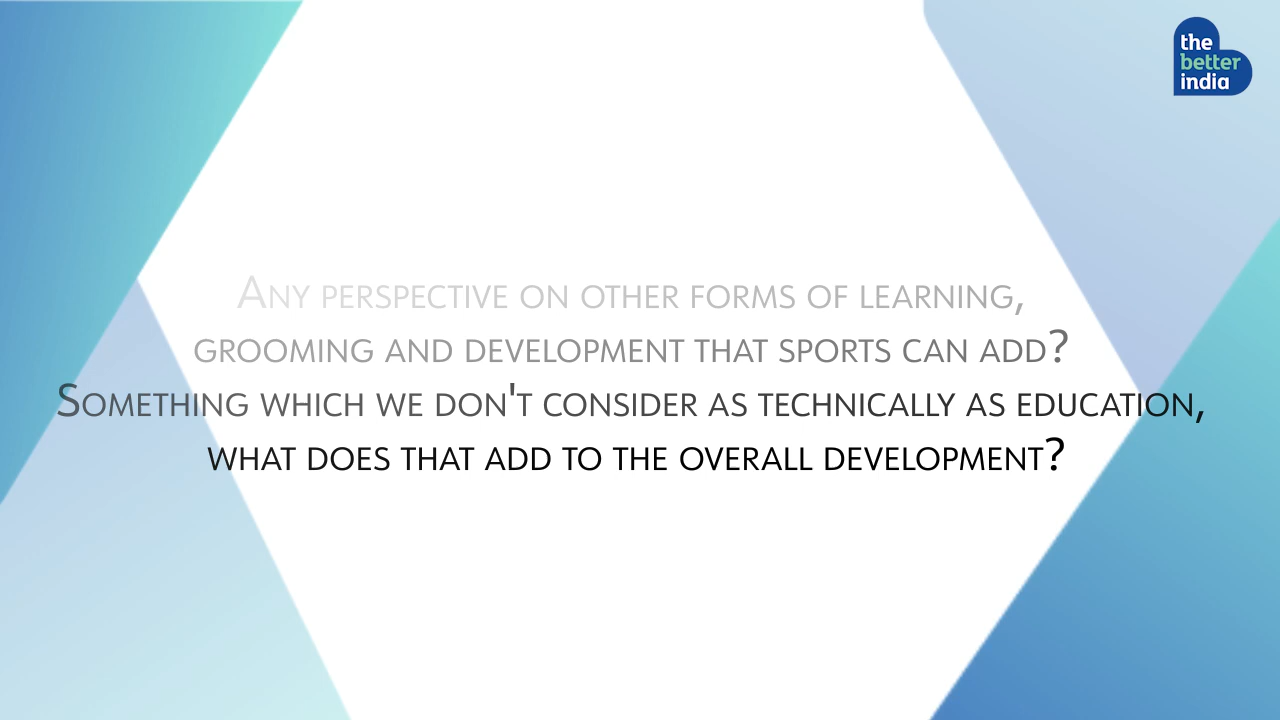 the
better
india
Any perspective on other forms of learning,
grooming and development that sports can add?
Something which we don't consider as technically as education,
what does that add to the overall development?